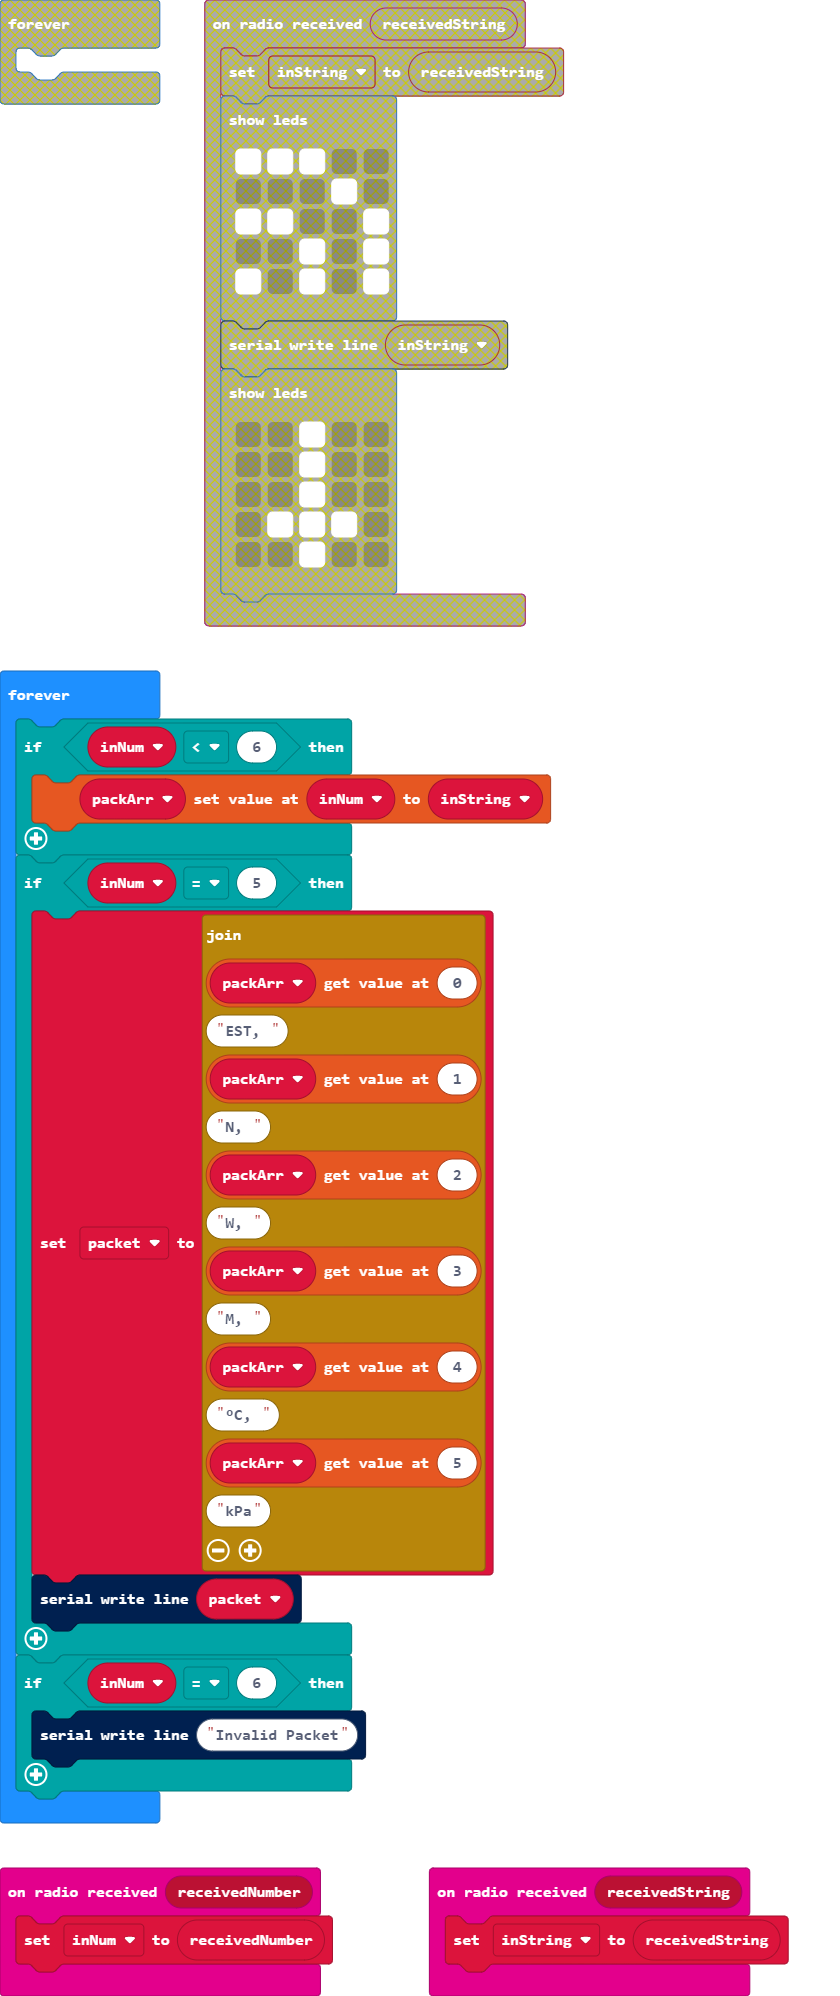 forever
on radio received receivedString
set inString to receivedString
show leds
serial write line inString
show leds
forever
if inNum < 6 then
packArr set value at inNum to inString
if inNum = 5 then
set packet to
join
packArr get value at 0
"EST, "
packArr get value at 1
"N, "
packArr get value at 2
"W, "
packArr get value at 3
"M, "
packArr get value at 4
"ºC, "
packArr get value at 5
"kPa"
serial write line packet
if inNum = 6 then
serial write line "Invalid Packet"
on radio received receivedNumber
set inNum to receivedNumber
on radio received receivedString
set inString to receivedString